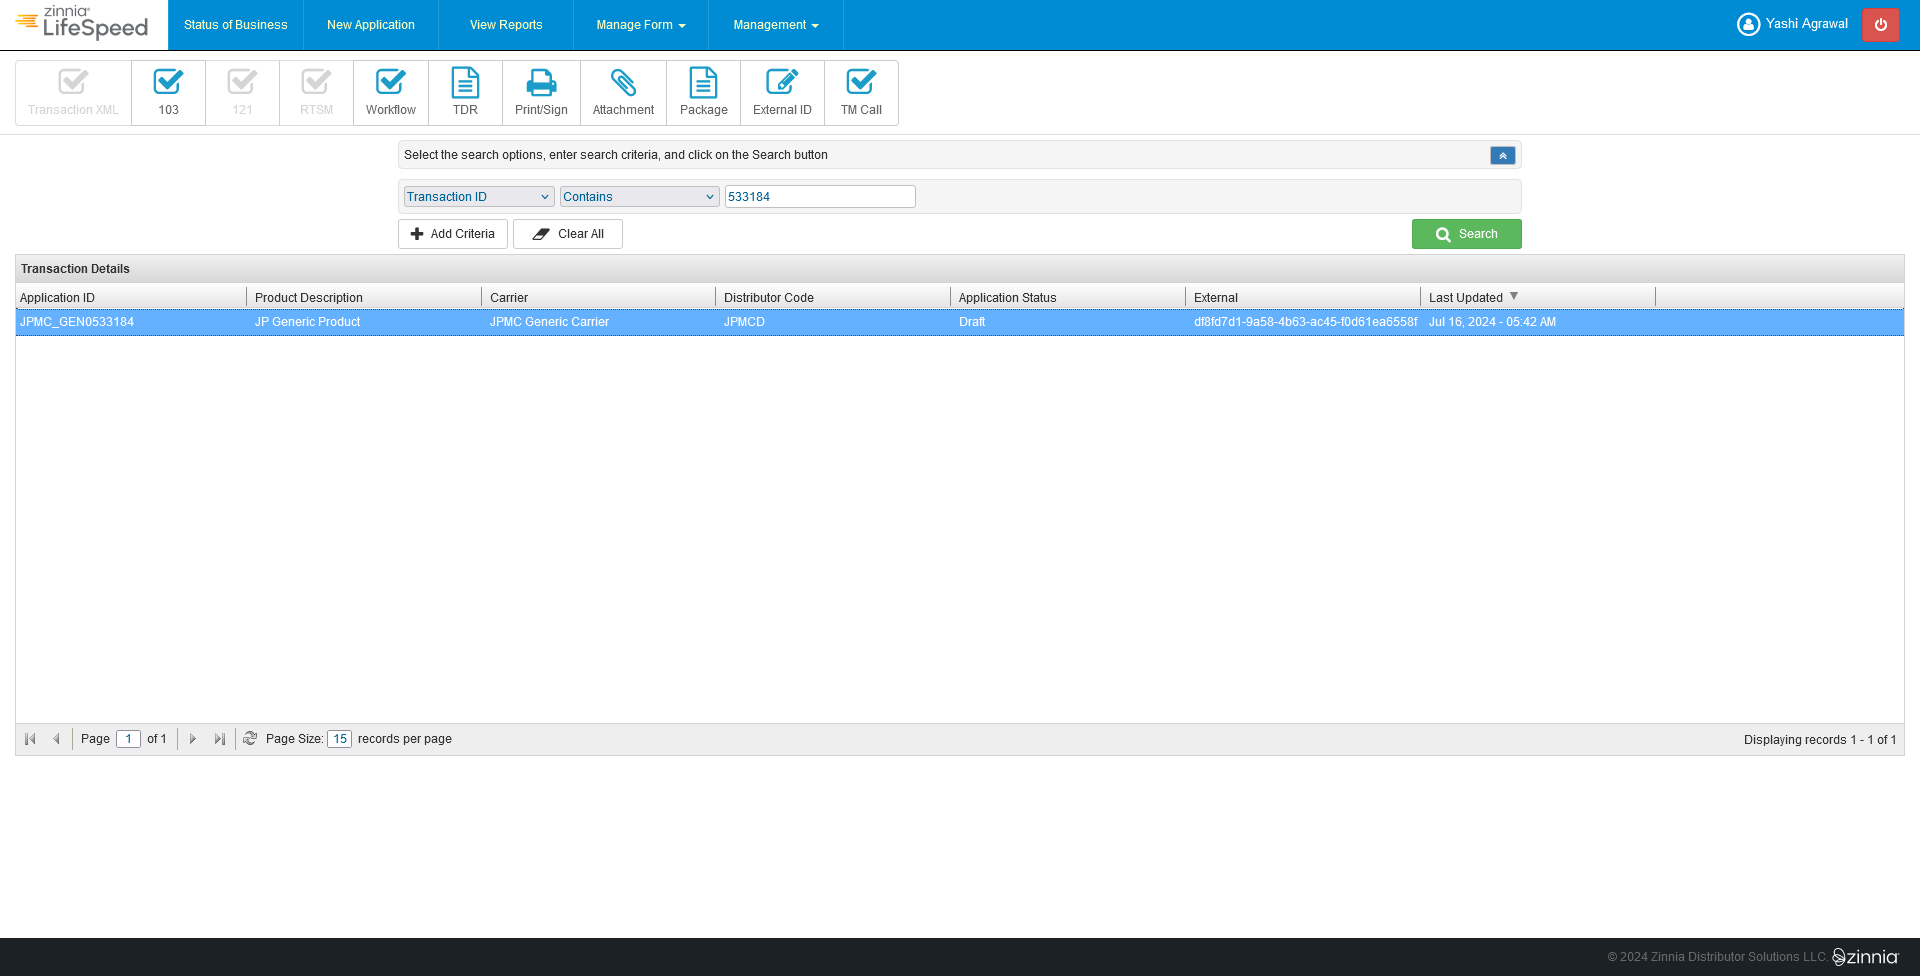 zinnia
LifeSpeed
Status of Business
New Application
View Reports
Manage Form
Management
Yashi Agrawal
Transaction XML
103
121
RTSM
Workflow
TDR
Print/Sign
Attachment
Package
External ID
TM Call
Select the search options, enter search criteria, and click on the Search button
Transaction ID
Contains
533184
Add Criteria
Clear All
Search
Transaction Details
Application ID
Product Description
Carrier
Distributor Code
Application Status
External
Last Updated
JPMC_GEN0533184
JP Generic Product
JPMC Generic Carrier
JPMCD
Draft
df8fd7d1-9a58-4b63-ac45-f0d61ea6558f
Jul 16, 2024 - 05:42 AM
Page 1 of 1
Page Size: 15 records per page
Displaying records 1 - 1 of 1
© 2024 Zinnia Distributor Solutions LLC.
zinnia